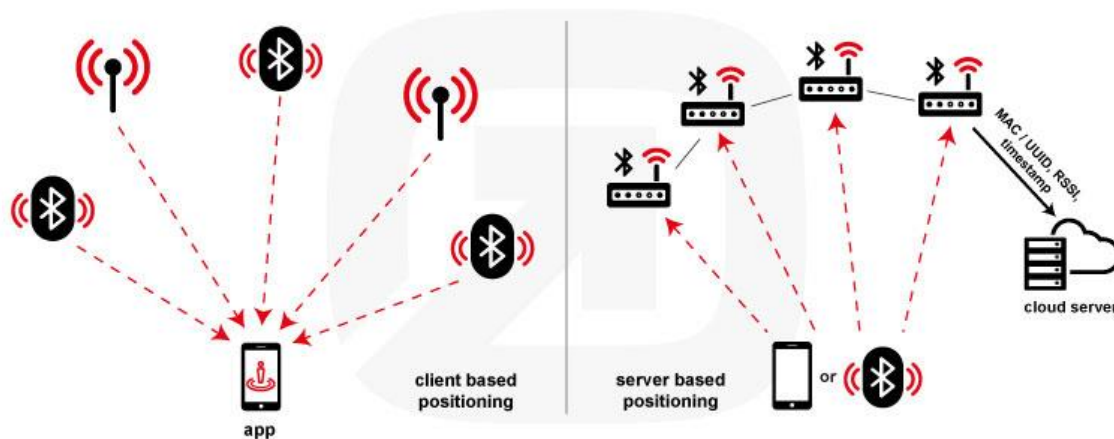 MAC / UUID, RSSI,
timestamp
cloud server
client based
positioning
server based
positioning
or
app